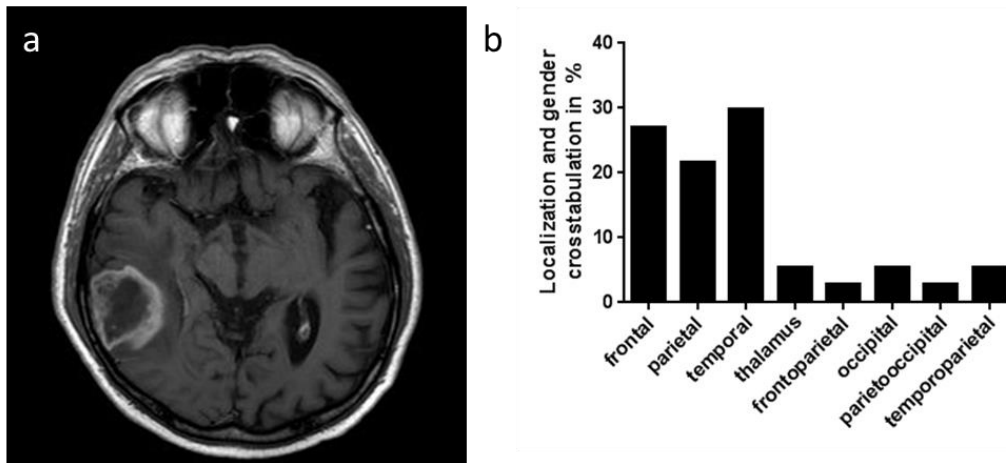 a
b
Localization and gender
crosstabulation in %
40
30
20
10
0
frontal
parietal
temporal
thalamus
frontoparietal
occipital
parietooccipital
temporoparietal